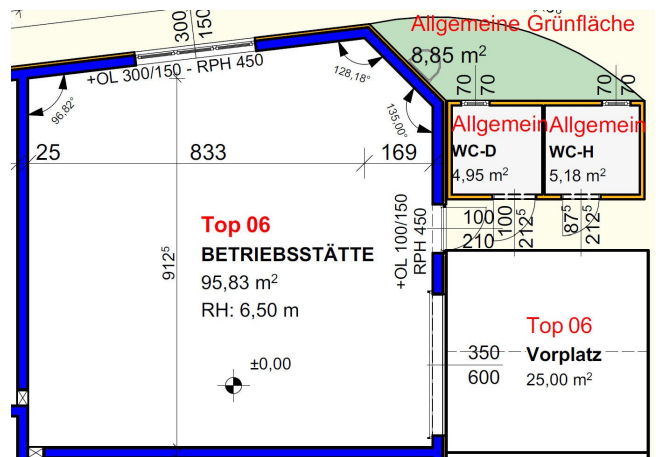 300
150
+OL 300/150 - RPH 450
96.82°
128,18°
135.00°
Allgemeine Grünfläche
8,85 m²
70
70
70
70
Allgemein
WC-D
4,95 m²
Allgemein
WC-H
5,18 m²
25
833
169
9125
Top 06
BETRIEBSSTÄTTE
95,83 m²
RH: 6,50 m
±0,00
+OL 100/150
RPH 450
100
210
100
212⁵
87⁵
212⁵
350
600
Top 06
Vorplatz
25,00 m²